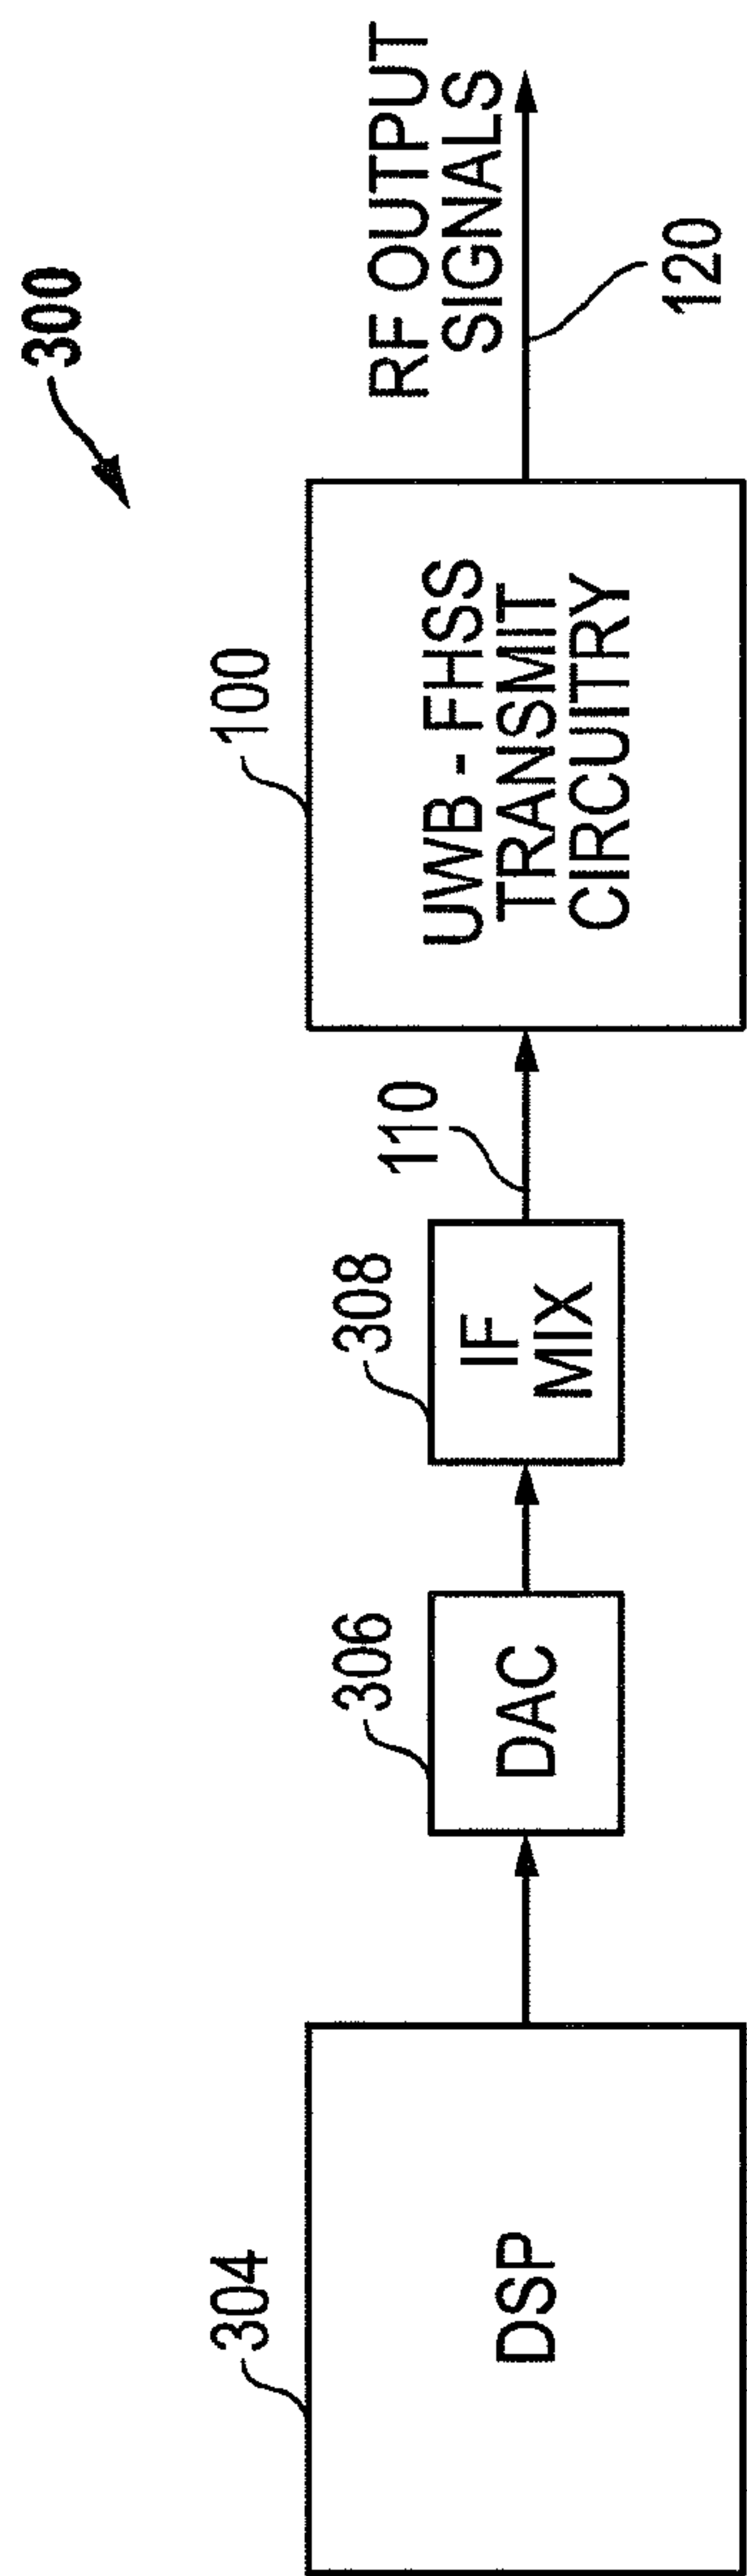 300
304
DSP
306
DAC
308
IF
MIX
110
100
UWB - FHSS
TRANSMIT
CIRCUITRY
RF OUTPUT
SIGNALS
120